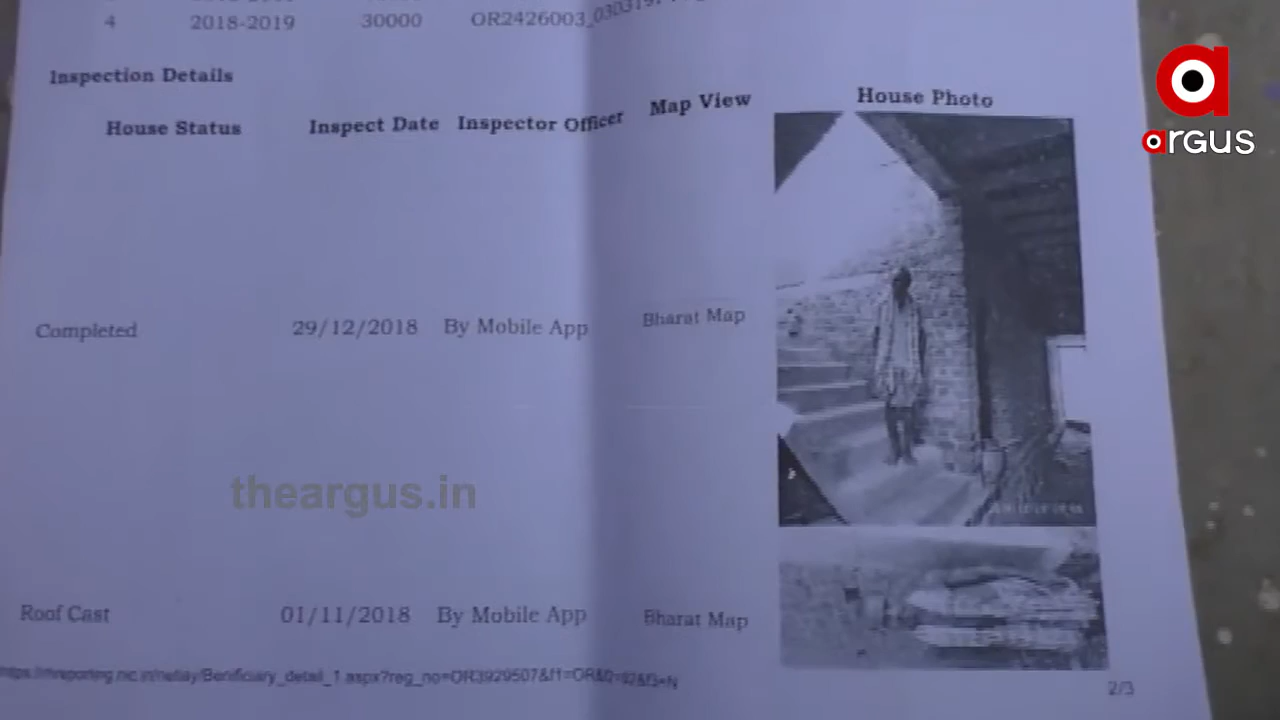 4 2018-2019 30000 OR2426003_030319
argus
Inspection Details
House Status Inspect Date Inspector Officer Map View House Photo
Completed 29/12/2018 By Mobile App Bharat Map
theargus.in
Roof Cast 01/11/2018 By Mobile App Bharat Map
2/3